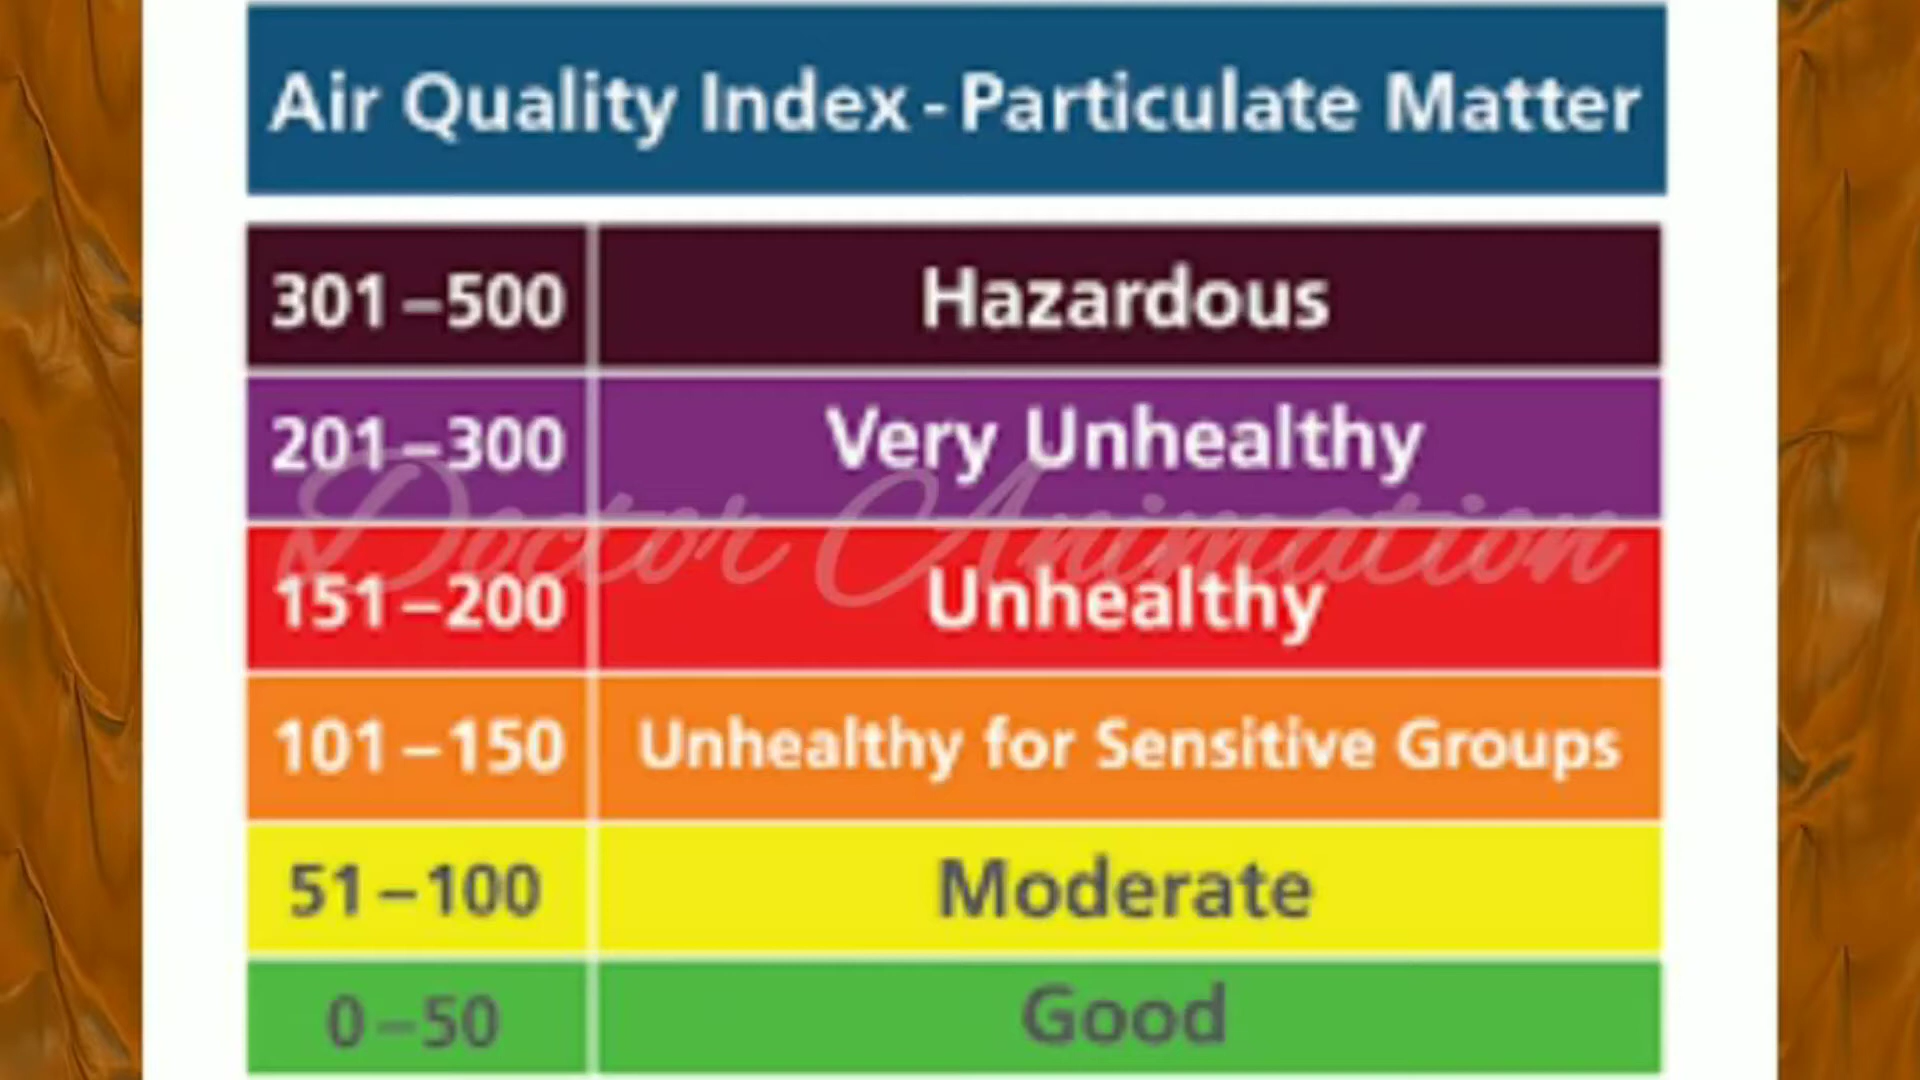 Air Quality Index - Particulate Matter
301–500 Hazardous
201–300 Very Unhealthy
Doctor Animation
151–200 Unhealthy
101–150 Unhealthy for Sensitive Groups
51–100 Moderate
0–50 Good